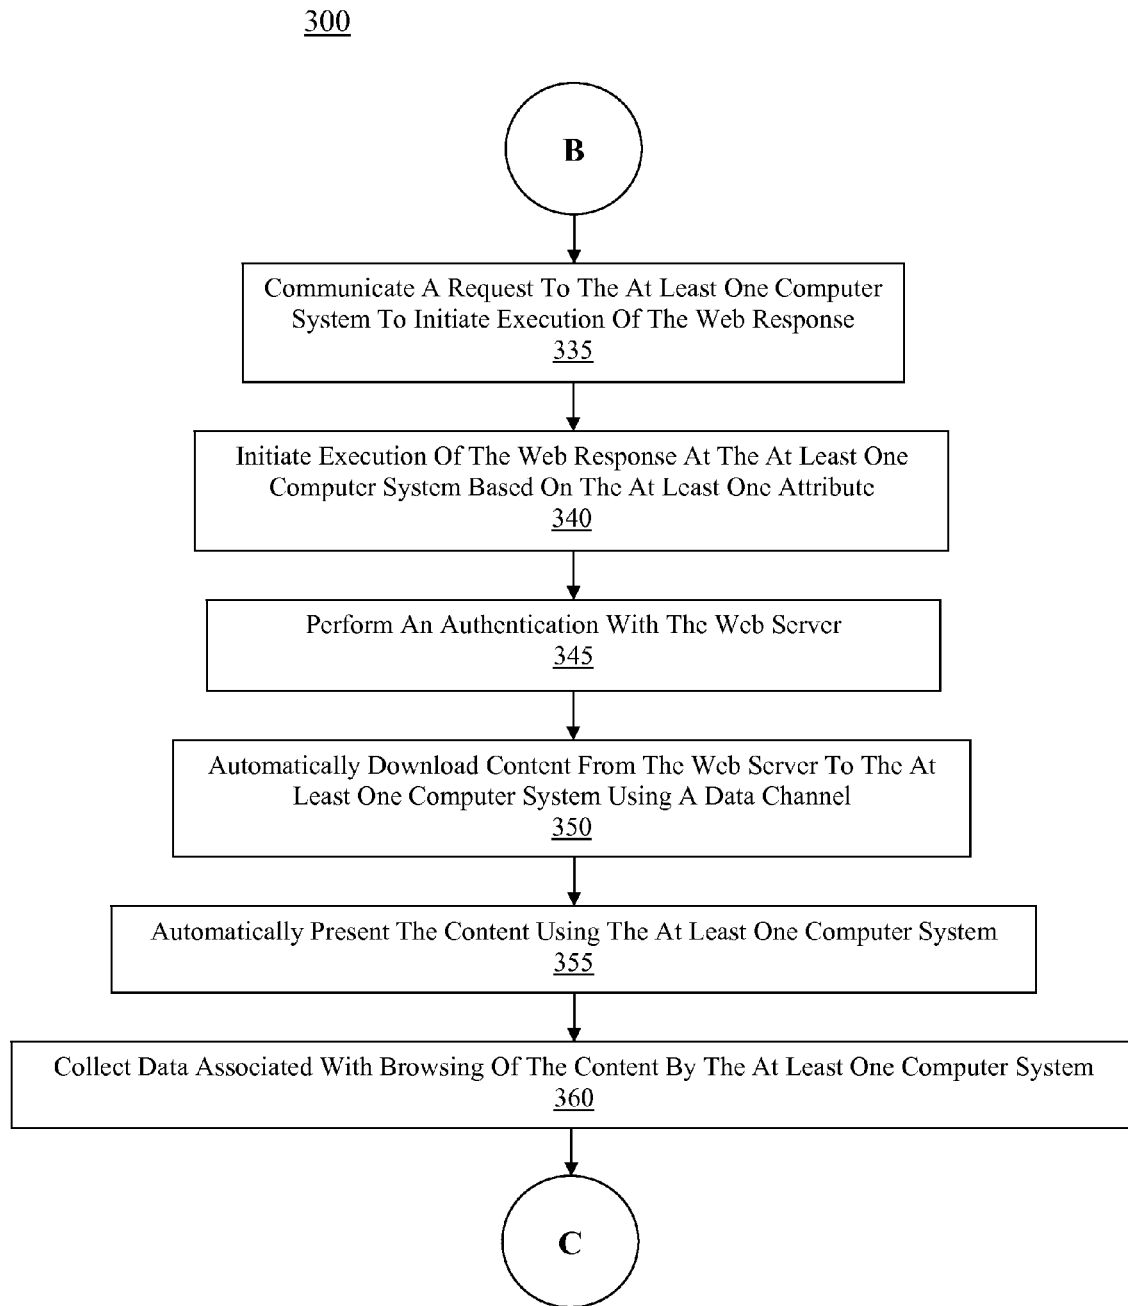 300
B
Communicate A Request To The At Least One Computer
System To Initiate Execution Of The Web Response
335
Initiate Execution Of The Web Response At The At Least One
Computer System Based On The At Least One Attribute
340
Perform An Authentication With The Web Server
345
Automatically Download Content From The Web Server To The At
Least One Computer System Using A Data Channel
350
Automatically Present The Content Using The At Least One Computer System
355
Collect Data Associated With Browsing Of The Content By The At Least One Computer System
360
C